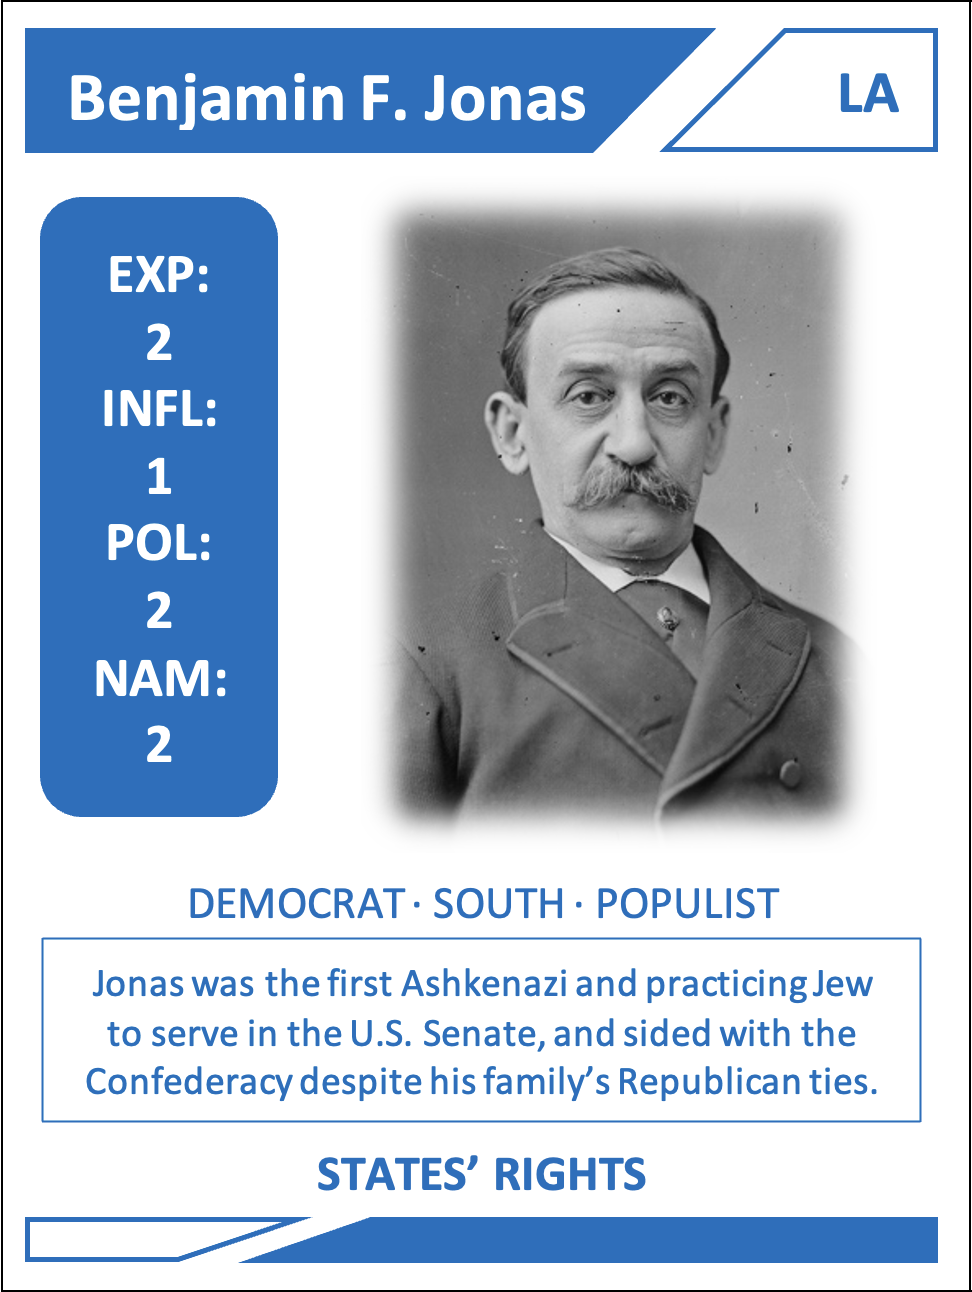 Benjamin F. Jonas
LA
EXP:
2
INFL:
1
POL:
2
NAM:
2
DEMOCRAT · SOUTH · POPULIST
Jonas was the first Ashkenazi and practicing Jew
to serve in the U.S. Senate, and sided with the
Confederacy despite his family’s Republican ties.
STATES’ RIGHTS